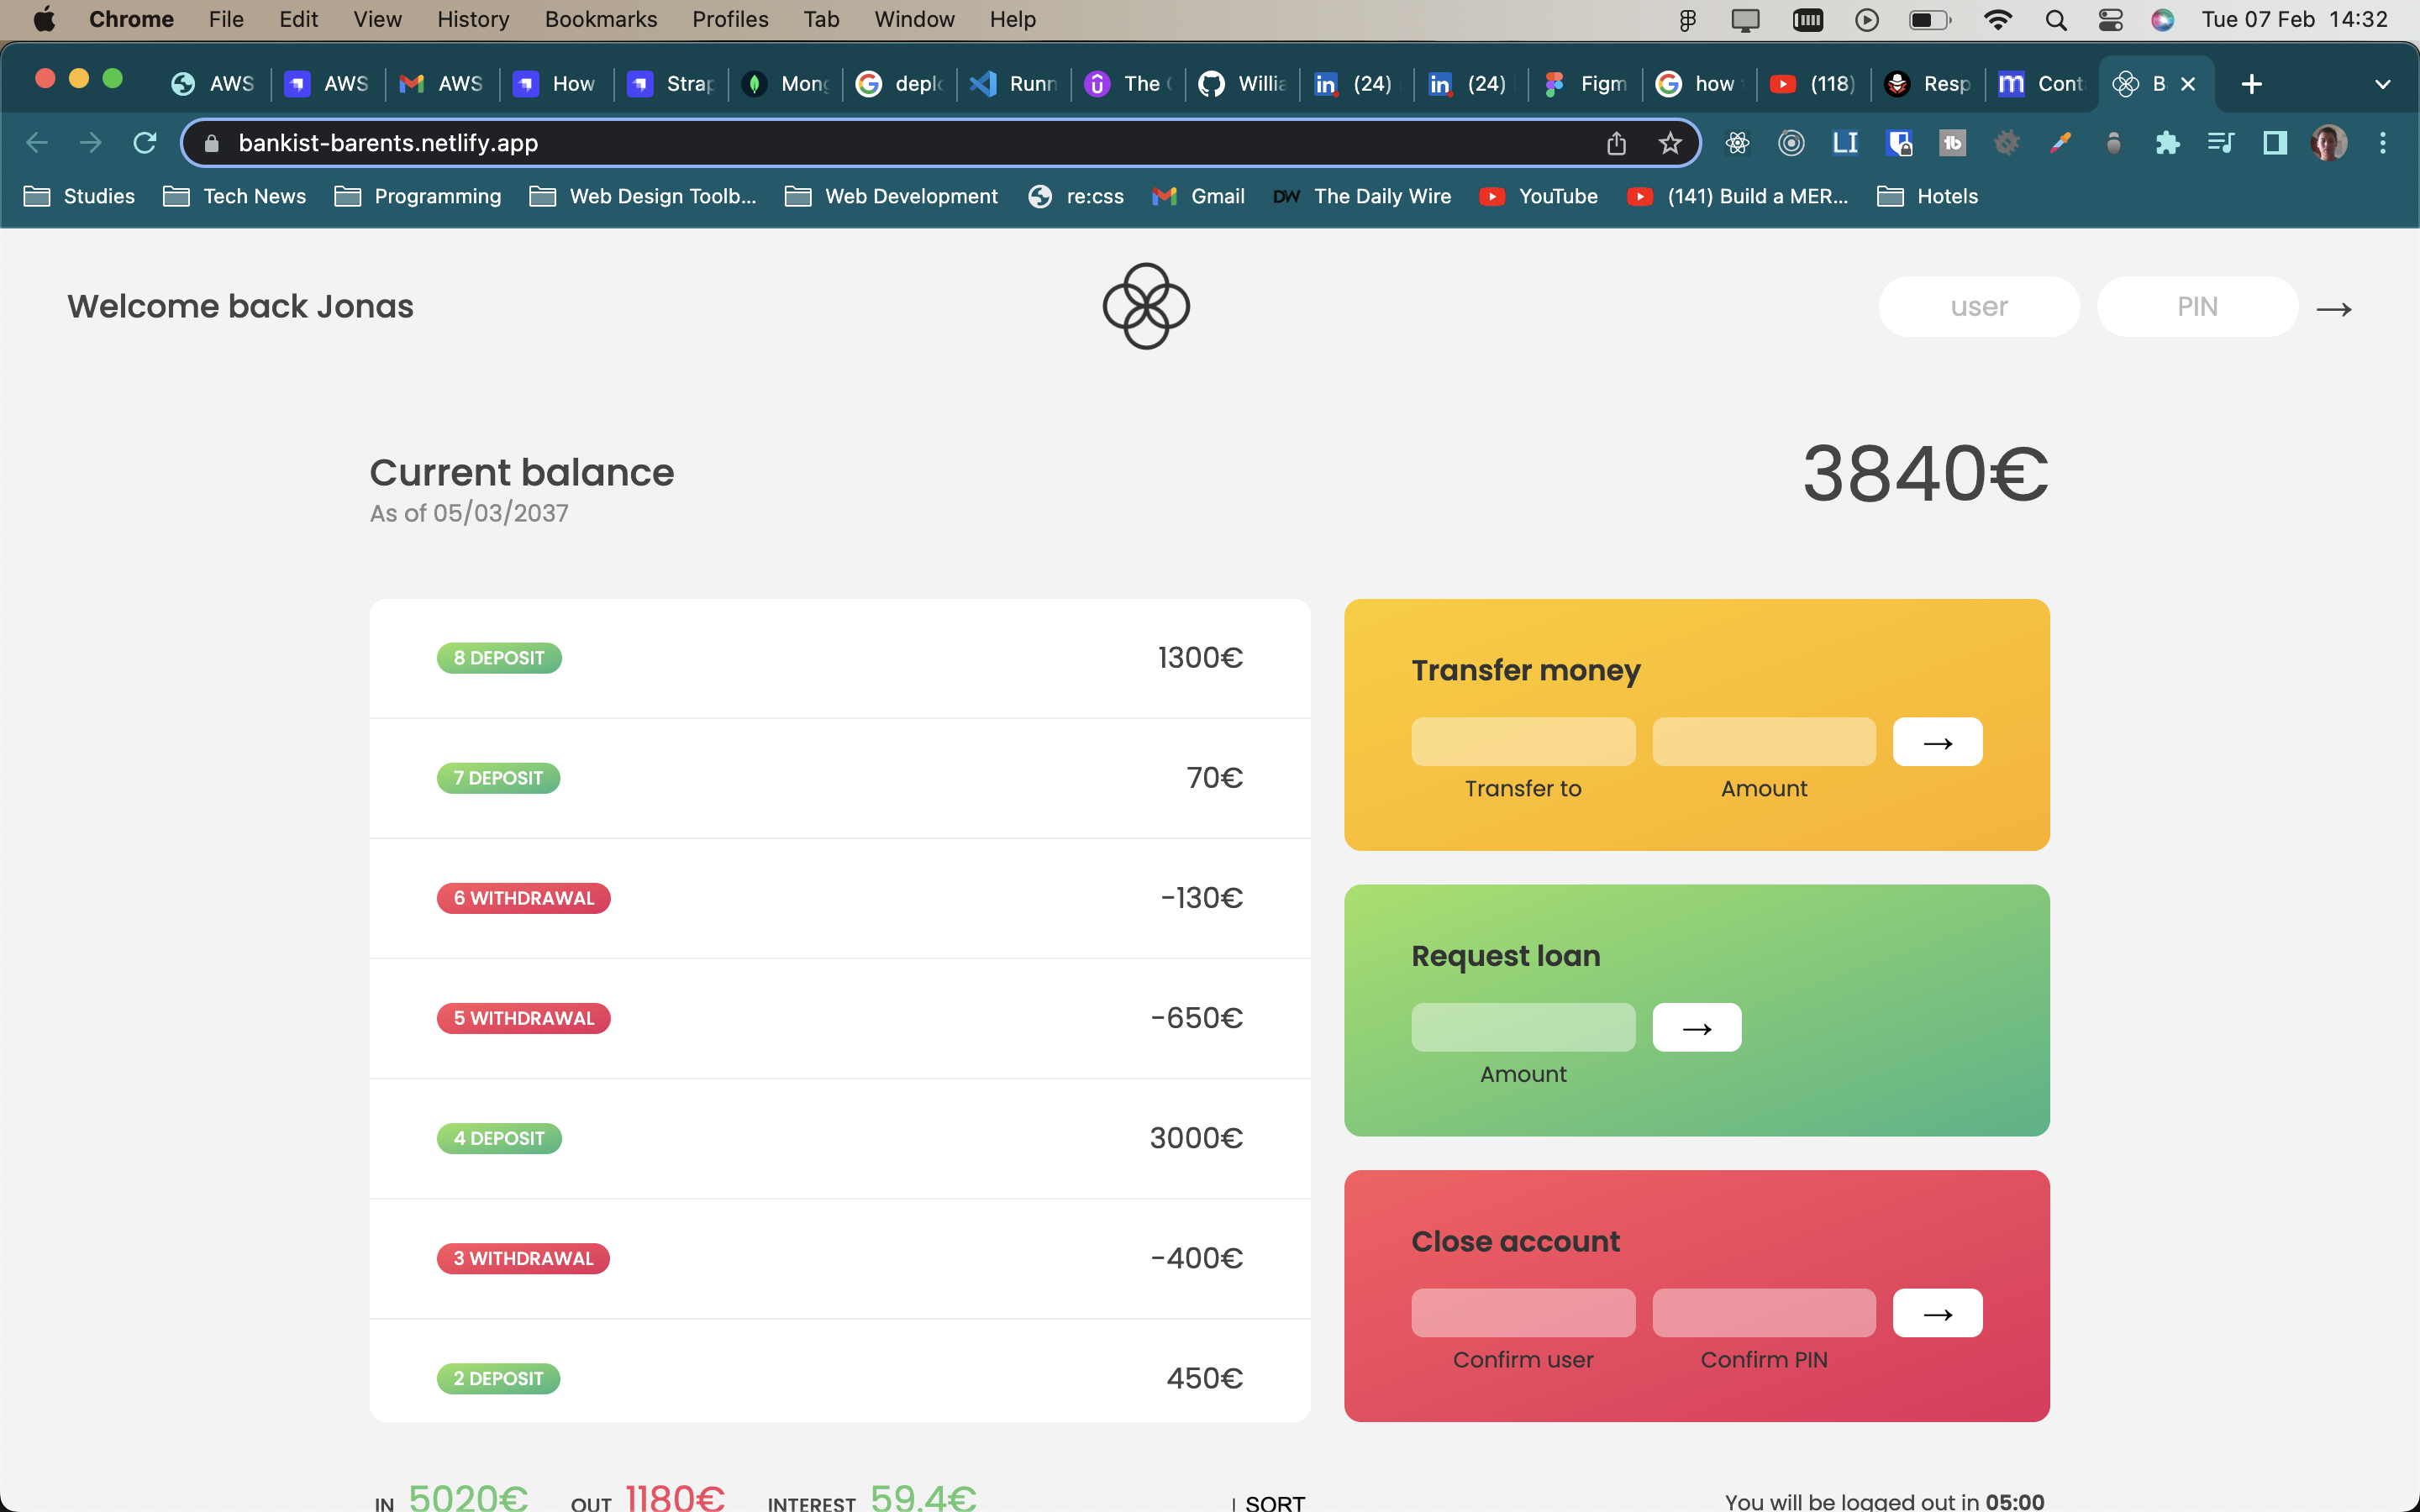 Chrome File Edit View History Bookmarks Profiles Tab Window Help Tue 07 Feb 14:32
AWS AWS AWS How Strap Mong deplo Runn The Willia (24) (24) Figm how (118) Resp Cont B
bankist-barents.netlify.app
Studies Tech News Programming Web Design Toolb... Web Development re:css Gmail DW The Daily Wire YouTube (141) Build a MER... Hotels
Welcome back Jonas
user PIN →
Current balance
As of 05/03/2037
3840€
8 DEPOSIT 1300€
7 DEPOSIT 70€
6 WITHDRAWAL -130€
5 WITHDRAWAL -650€
4 DEPOSIT 3000€
3 WITHDRAWAL -400€
2 DEPOSIT 450€
Transfer money
→
Transfer to Amount
Request loan
→
Amount
Close account
→
Confirm user Confirm PIN
IN 5020€ OUT 1180€ INTEREST 59.4€ SORT
You will be logged out in 05:00